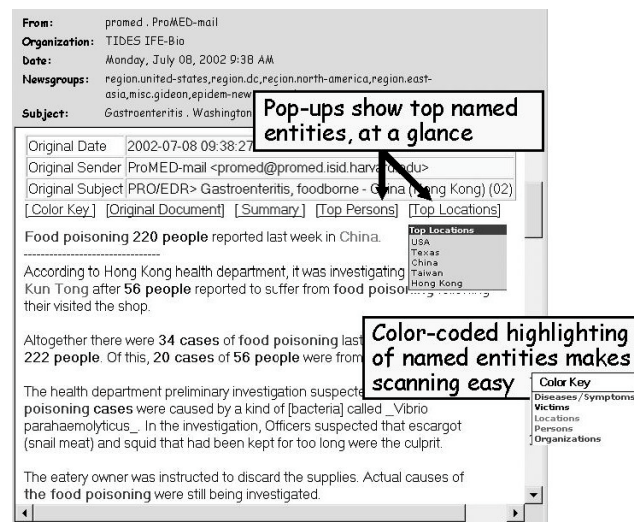 From: promed . ProMED-mail
Organization: TIDES IFE-Bio
Date: Monday, July 08, 2002 9:38 AM
Newsgroups: region.united-states,region.dc,region.north-america,region.east-
asia,misc.gideon,epidem-new
Subject: Gastroenteritis . Washington
Pop-ups show top named
entities, at a glance
Original Date 2002-07-08 09:38:27
Original Sender ProMED-mail <promed@promed.isid.harvard.edu>
Original Subject PRO/EDR> Gastroenteritis, foodborne - China (Hong Kong) (02)
[ Color Key ] [Original Document] [ Summary ] [Top Persons] [Top Locations]
Top Locations
USA
Texas
China
Taiwan
Hong Kong
Food poisoning 220 people reported last week in China.
-------------------------------
According to Hong Kong health department, it was investigating
Kun Tong after 56 people reported to suffer from food poisoning following
their visited the shop.
Altogether there were 34 cases of food poisoning last
222 people. Of this, 20 cases of 56 people were from
Color-coded highlighting
of named entities makes
scanning easy
Color Key
Diseases/Symptoms
Victims
Locations
Persons
Organizations
The health department preliminary investigation suspected
poisoning cases were caused by a kind of [bacteria] called _Vibrio
parahaemolyticus_. In the investigation, Officers suspected that escargot
(snail meat) and squid that had been kept for too long were the culprit.
The eatery owner was instructed to discard the supplies. Actual causes of
the food poisoning were still being investigated.